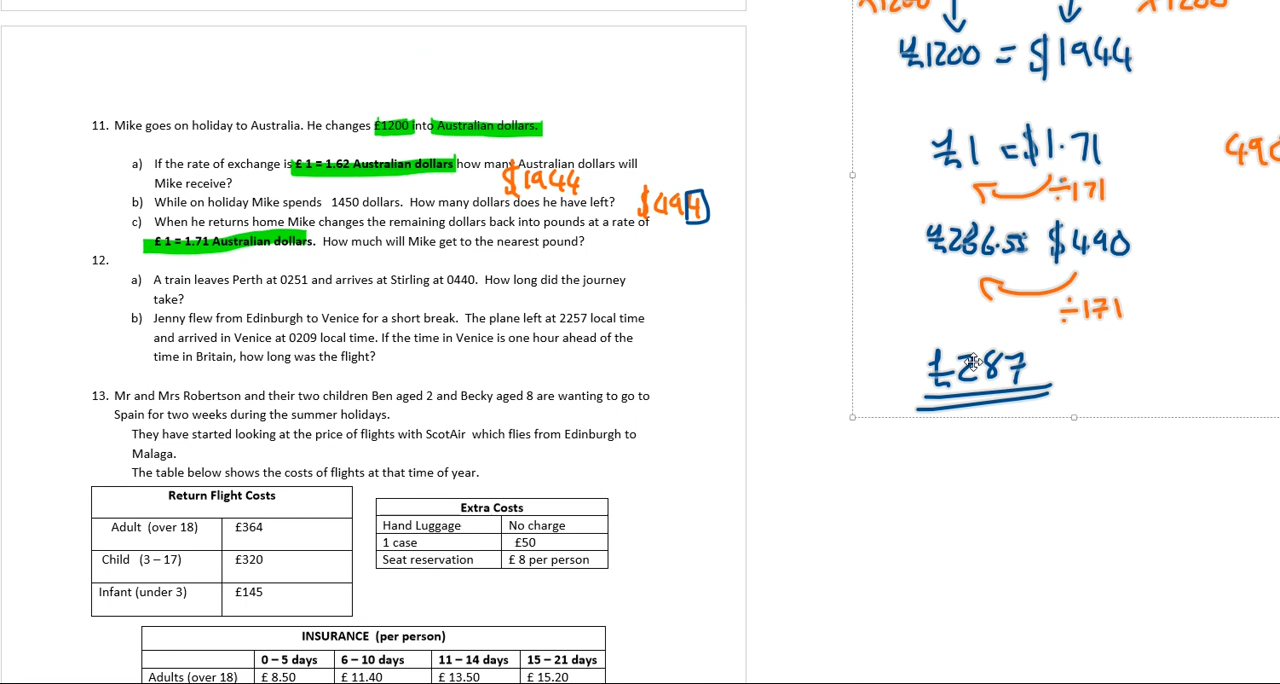 11. Mike goes on holiday to Australia. He changes £1200 into Australian dollars.
a) If the rate of exchange is £ 1 = 1.62 Australian dollars how many Australian dollars will
Mike receive?
$1944
b) While on holiday Mike spends 1450 dollars. How many dollars does he have left?
$494
c) When he returns home Mike changes the remaining dollars back into pounds at a rate of
£ 1 = 1.71 Australian dollars. How much will Mike get to the nearest pound?
12.
a) A train leaves Perth at 0251 and arrives at Stirling at 0440. How long did the journey
take?
b) Jenny flew from Edinburgh to Venice for a short break. The plane left at 2257 local time
and arrived in Venice at 0209 local time. If the time in Venice is one hour ahead of the
time in Britain, how long was the flight?
13. Mr and Mrs Robertson and their two children Ben aged 2 and Becky aged 8 are wanting to go to
Spain for two weeks during the summer holidays.
They have started looking at the price of flights with ScotAir which flies from Edinburgh to
Malaga.
The table below shows the costs of flights at that time of year.
Return Flight Costs
Adult (over 18) £364
Child (3 – 17) £320
Infant (under 3) £145
Extra Costs
Hand Luggage No charge
1 case £50
Seat reservation £ 8 per person
INSURANCE (per person)
0 – 5 days 6 – 10 days 11 – 14 days 15 – 21 days
Adults (over 18) £ 8.50 £ 11.40 £ 13.50 £ 15.20
×1200 ×1200
£1200 = $1944
£1 = $1.71
÷171
£286.55 $490
÷171
£287
490